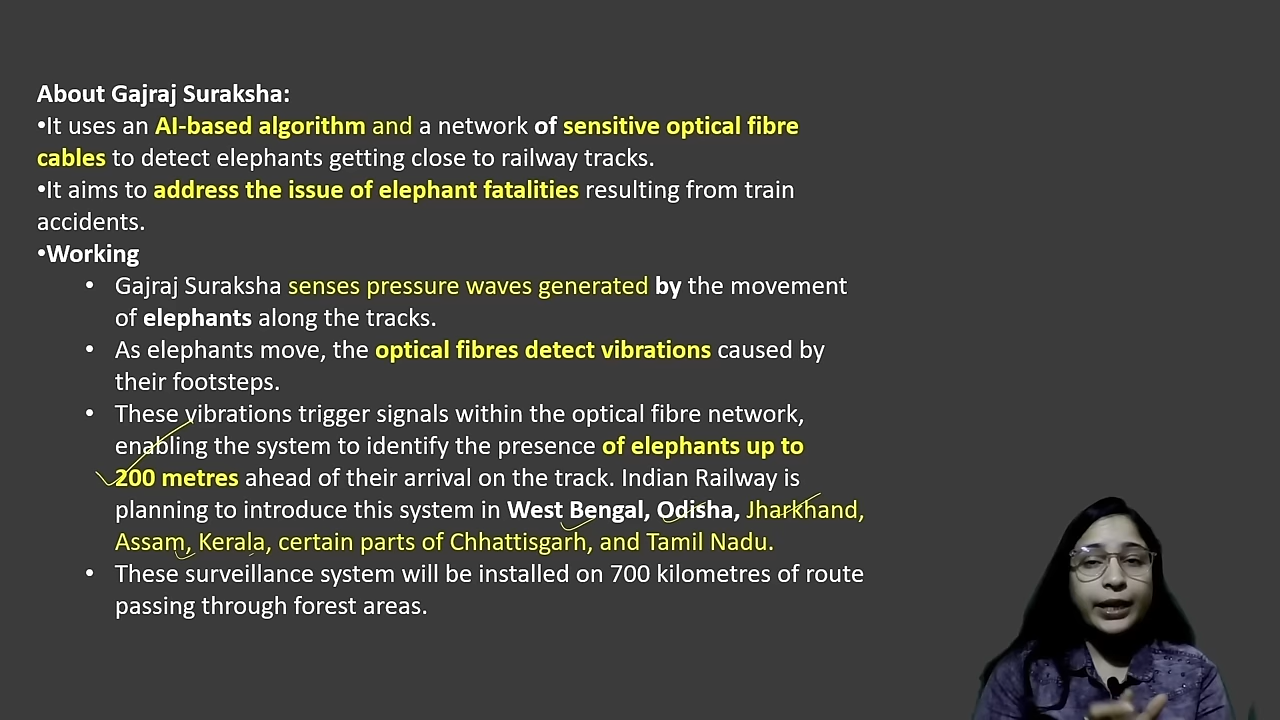 About Gajraj Suraksha:
•It uses an AI-based algorithm and a network of sensitive optical fibre
cables to detect elephants getting close to railway tracks.
•It aims to address the issue of elephant fatalities resulting from train
accidents.
•Working
• Gajraj Suraksha senses pressure waves generated by the movement
of elephants along the tracks.
• As elephants move, the optical fibres detect vibrations caused by
their footsteps.
• These vibrations trigger signals within the optical fibre network,
enabling the system to identify the presence of elephants up to
200 metres ahead of their arrival on the track. Indian Railway is
planning to introduce this system in West Bengal, Odisha, Jharkhand,
Assam, Kerala, certain parts of Chhattisgarh, and Tamil Nadu.
• These surveillance system will be installed on 700 kilometres of route
passing through forest areas.